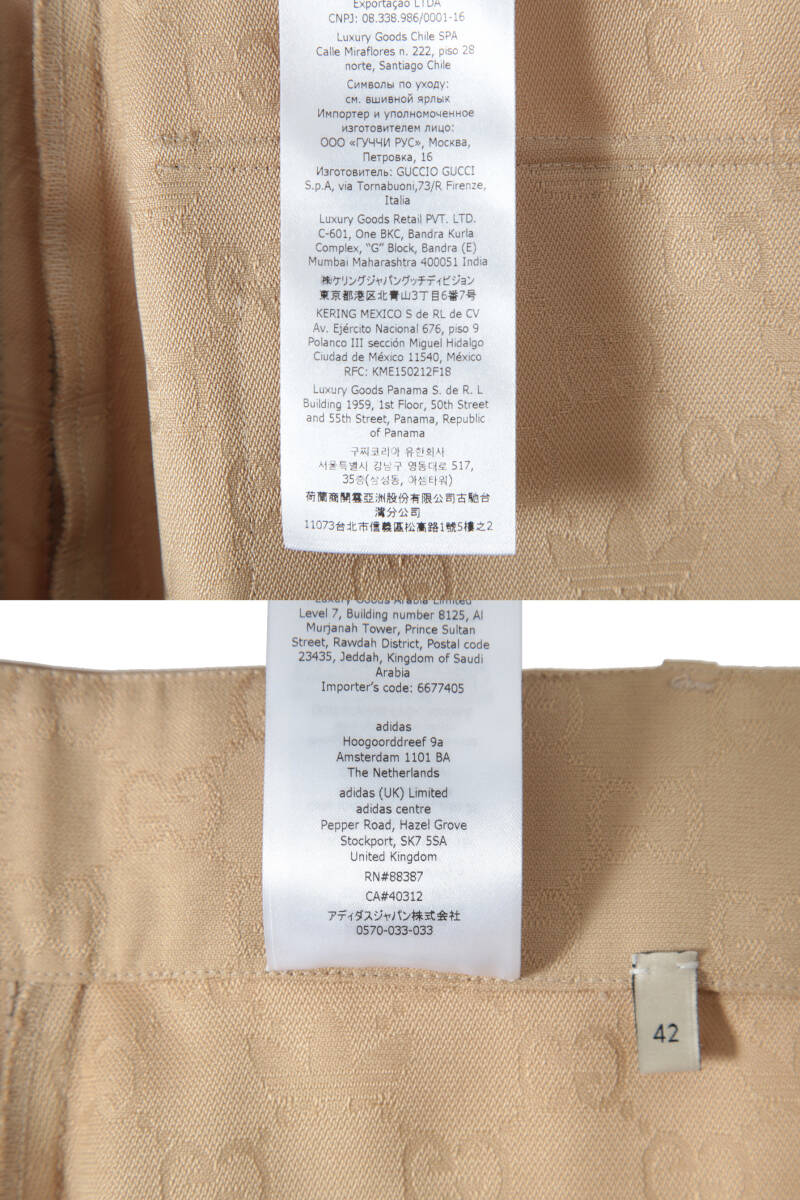 Exportação LTDA
CNPJ: 08.338.986/0001-16
Luxury Goods Chile SPA
Calle Miraflores n. 222, piso 28
norte, Santiago Chile
Символы по уходу:
см. вшивной ярлык
Импортер и уполномоченное
изготовителем лицо:
ООО «ГУЧЧИ РУС», Москва,
Петровка, 16
Изготовитель: GUCCIO GUCCI
S.p.A, via Tornabuoni,73/R Firenze,
Italia
Luxury Goods Retail PVT. LTD.
C-601, One BKC, Bandra Kurla
Complex, “G” Block, Bandra (E)
Mumbai Maharashtra 400051 India
㈱ケリングジャパングッチディビジョン
東京都港区北青山3丁目6番7号
KERING MEXICO S de RL de CV
Av. Ejército Nacional 676, piso 9
Polanco III sección Miguel Hidalgo
Ciudad de México 11540, México
RFC: KME150212F18
Luxury Goods Panama S. de R. L
Building 1959, 1st Floor, 50th Street
and 55th Street, Panama, Republic
of Panama
구찌코리아 유한회사
서울특별시 강남구 영동대로 517,
35층(삼성동, 아셈타워)
荷蘭商開雲亞洲股份有限公司古馳台
灣分公司
11073台北市信義區松高路1號5樓之2
Luxury Goods Arabia Limited
Level 7, Building number 8125, Al
Murjanah Tower, Prince Sultan
Street, Rawdah District, Postal code
23435, Jeddah, Kingdom of Saudi
Arabia
Importer's code: 6677405
adidas
Hoogoorddreef 9a
Amsterdam 1101 BA
The Netherlands
adidas (UK) Limited
adidas centre
Pepper Road, Hazel Grove
Stockport, SK7 5SA
United Kingdom
RN#88387
CA#40312
アディダスジャパン株式会社
0570-033-033
42